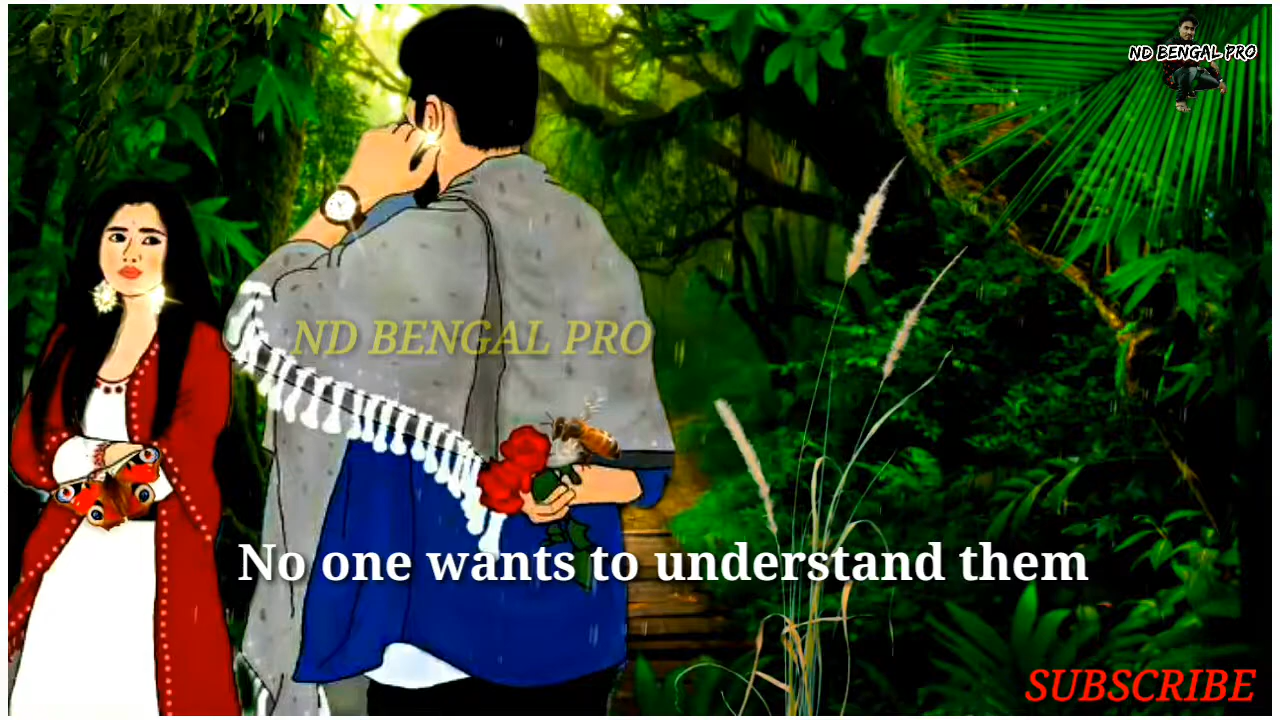 ND BENGAL PRO
ND BENGAL PRO
No one wants to understand them
SUBSCRIBE